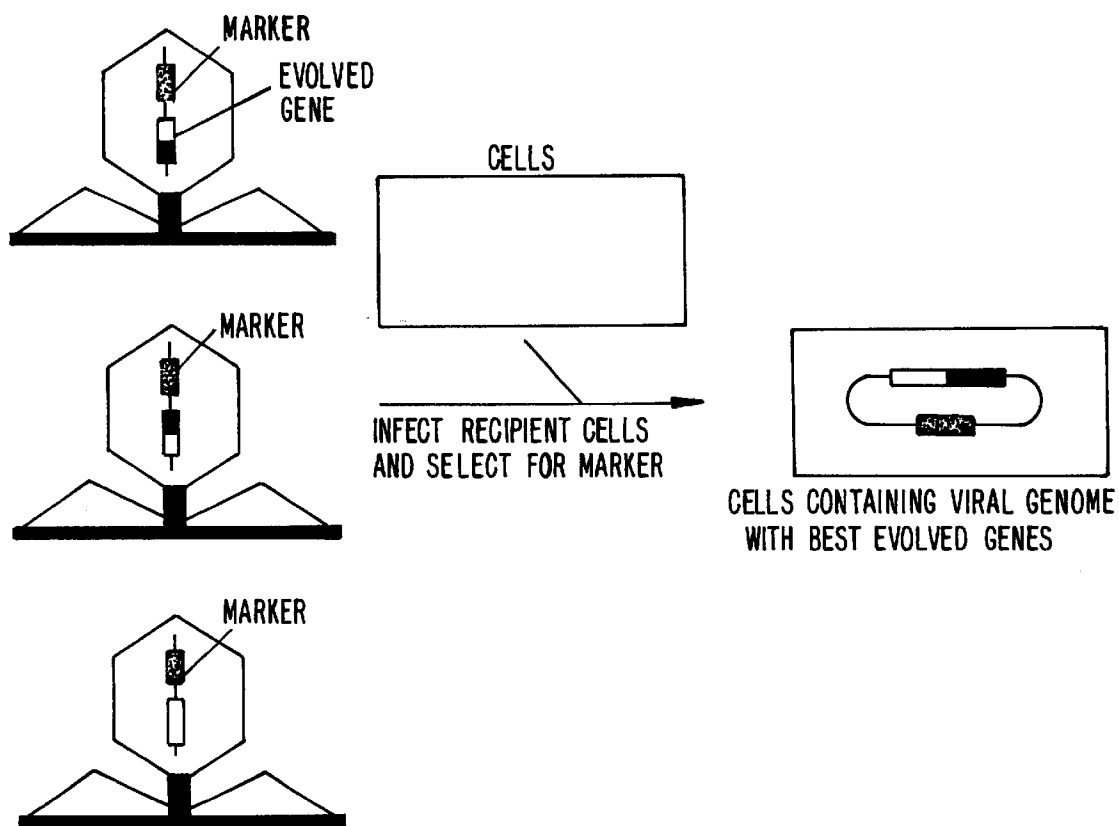 MARKER
EVOLVED
GENE
CELLS
MARKER
INFECT RECIPIENT CELLS
AND SELECT FOR MARKER
CELLS CONTAINING VIRAL GENOME
WITH BEST EVOLVED GENES
MARKER